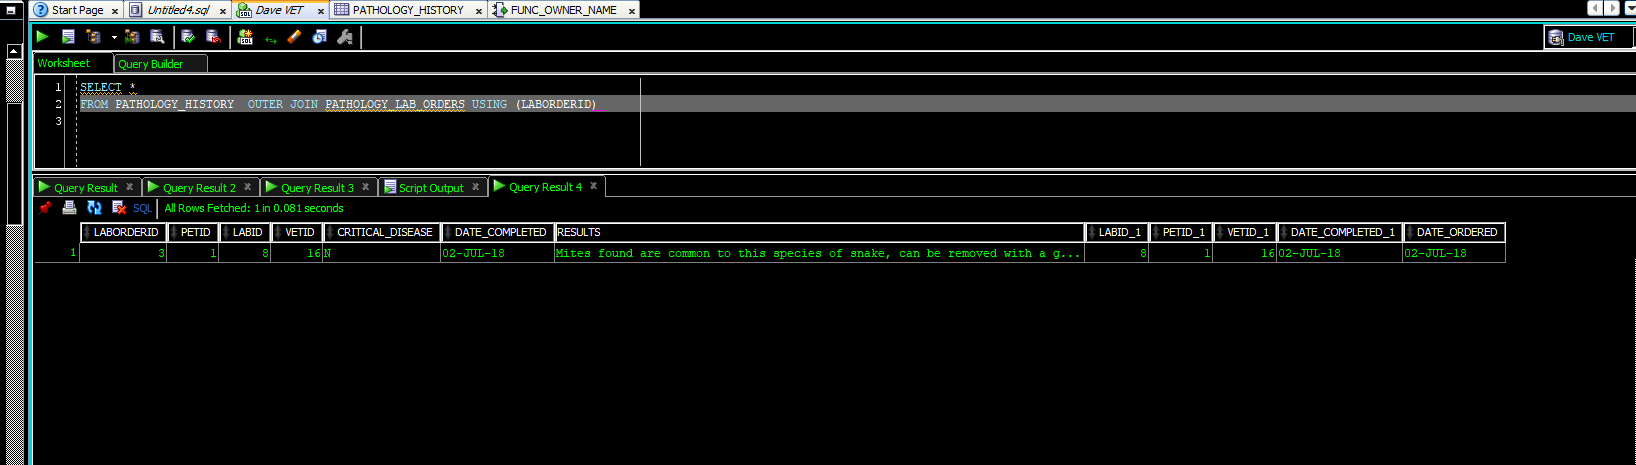 Start Page Untitled4.sql Dave VET PATHOLOGY_HISTORY FUNC_OWNER_NAME
SQL Dave VET
Worksheet Query Builder
1 SELECT *
2 FROM PATHOLOGY_HISTORY  OUTER JOIN PATHOLOGY_LAB_ORDERS USING (LABORDERID)
3
Query Result Query Result 2 Query Result 3 Script Output Query Result 4
SQL All Rows Fetched: 1 in 0.081 seconds
LABORDERID PETID LABID VETID CRITICAL_DISEASE DATE_COMPLETED RESULTS LABID_1 PETID_1 VETID_1 DATE_COMPLETED_1 DATE_ORDERED
1 3 1 8 16 N 02-JUL-18 Mites found are common to this species of snake, can be removed with a g... 8 1 16 02-JUL-18 02-JUL-18